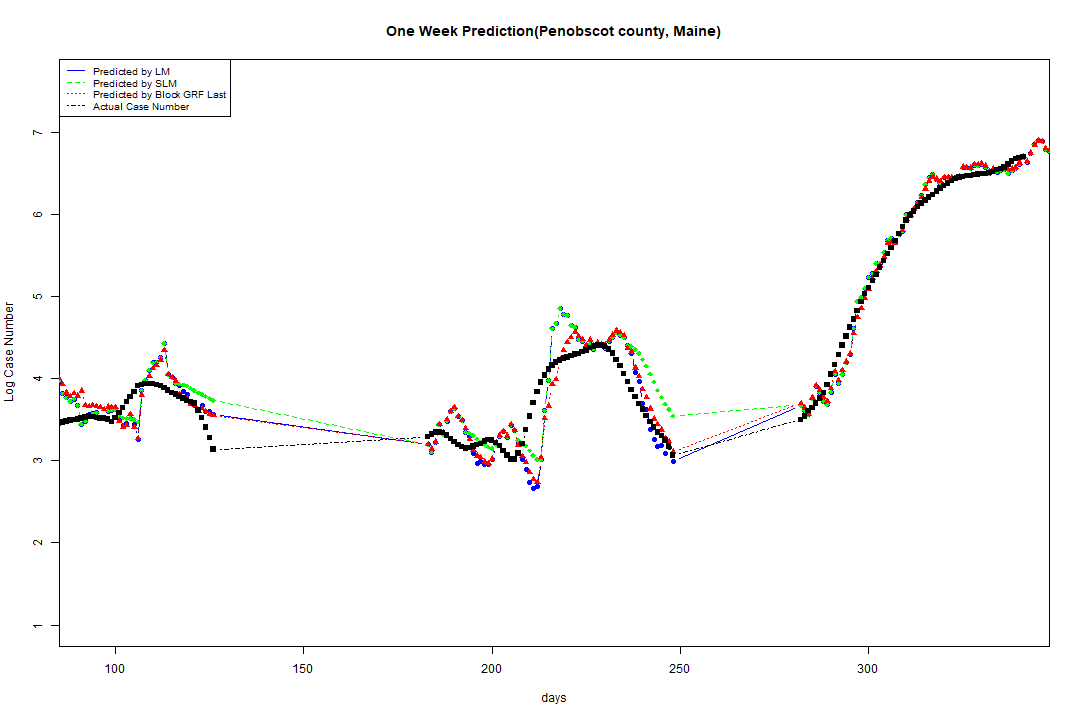 One Week Prediction(Penobscot county, Maine)
Predicted by LM
Predicted by SLM
Predicted by Block GRF Last
Actual Case Number
7
6
5
4
3
2
1
Log Case Number
100 150 200 250 300
days